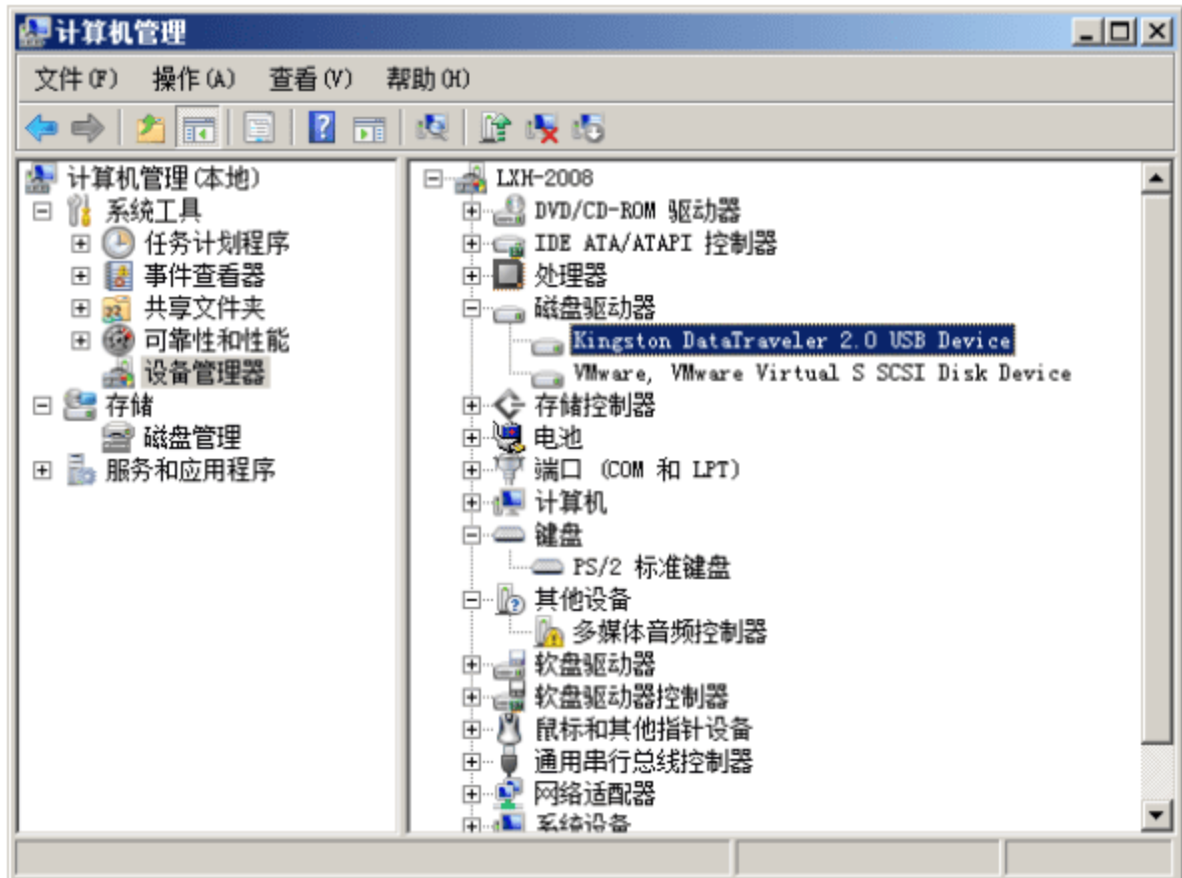 计算机管理
文件(F) 操作(A) 查看(V) 帮助(H)
计算机管理(本地)
系统工具
任务计划程序
事件查看器
共享文件夹
可靠性和性能
设备管理器
存储
磁盘管理
服务和应用程序
LXH-2008
DVD/CD-ROM 驱动器
IDE ATA/ATAPI 控制器
处理器
磁盘驱动器
Kingston DataTraveler 2.0 USB Device
VMware, VMware Virtual S SCSI Disk Device
存储控制器
电池
端口 (COM 和 LPT)
计算机
键盘
PS/2 标准键盘
其他设备
多媒体音频控制器
软盘驱动器
软盘驱动器控制器
鼠标和其他指针设备
通用串行总线控制器
网络适配器
系统设备